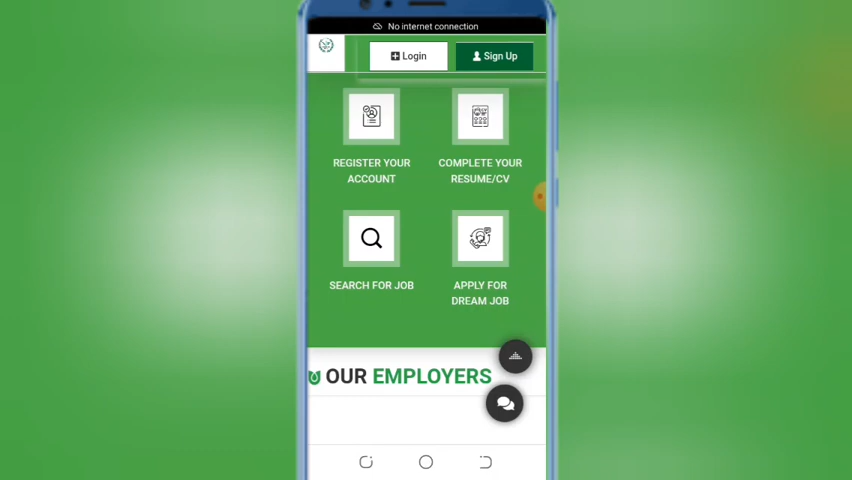 No internet connection
Login
Sign Up
REGISTER YOUR
ACCOUNT
COMPLETE YOUR
RESUME/CV
SEARCH FOR JOB
APPLY FOR
DREAM JOB
OUR EMPLOYERS